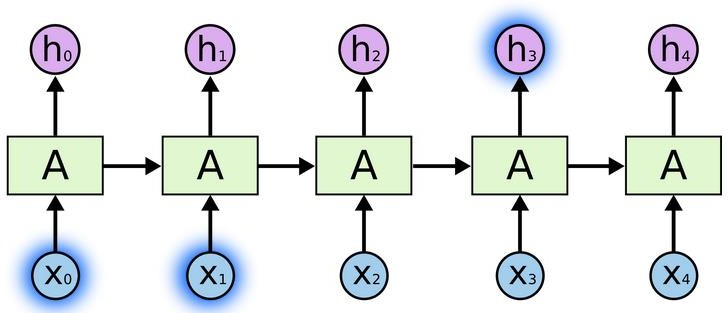 h₀ h₁ h₂ h₃ h₄
A A A A A
x₀ x₁ x₂ x₃ x₄